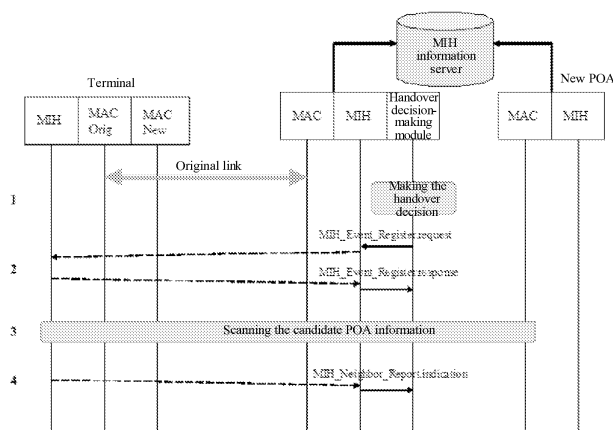 MIH
information
server
Terminal
New POA
MIH
MAC
Orig
MAC
New
MAC
MIH
Handover
decision-
making
module
MAC
MIH
Original link
1
Making the
handover
decision
MIH_Event_Register.request
2
MIH_Event_Register.response
3
Scanning the candidate POA information
4
MIH_Neighbor_Report.indication